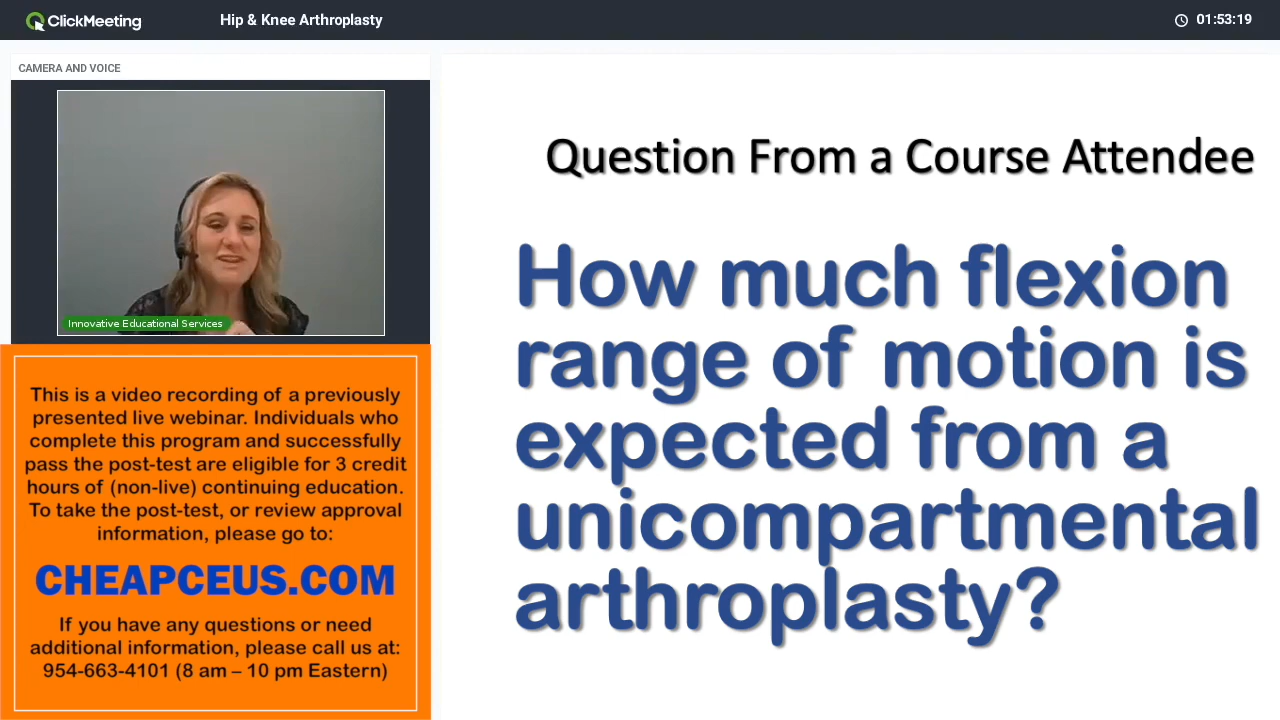 ClickMeeting
Hip & Knee Arthroplasty
01:53:19
CAMERA AND VOICE
Innovative Educational Services
This is a video recording of a previously
presented live webinar. Individuals who
complete this program and successfully
pass the post-test are eligible for 3 credit
hours of (non-live) continuing education.
To take the post-test, or review approval
information, please go to:
CHEAPCEUS.COM
If you have any questions or need
additional information, please call us at:
954-663-4101 (8 am – 10 pm Eastern)
Question From a Course Attendee
How much flexion
range of motion is
expected from a
unicompartmental
arthroplasty?